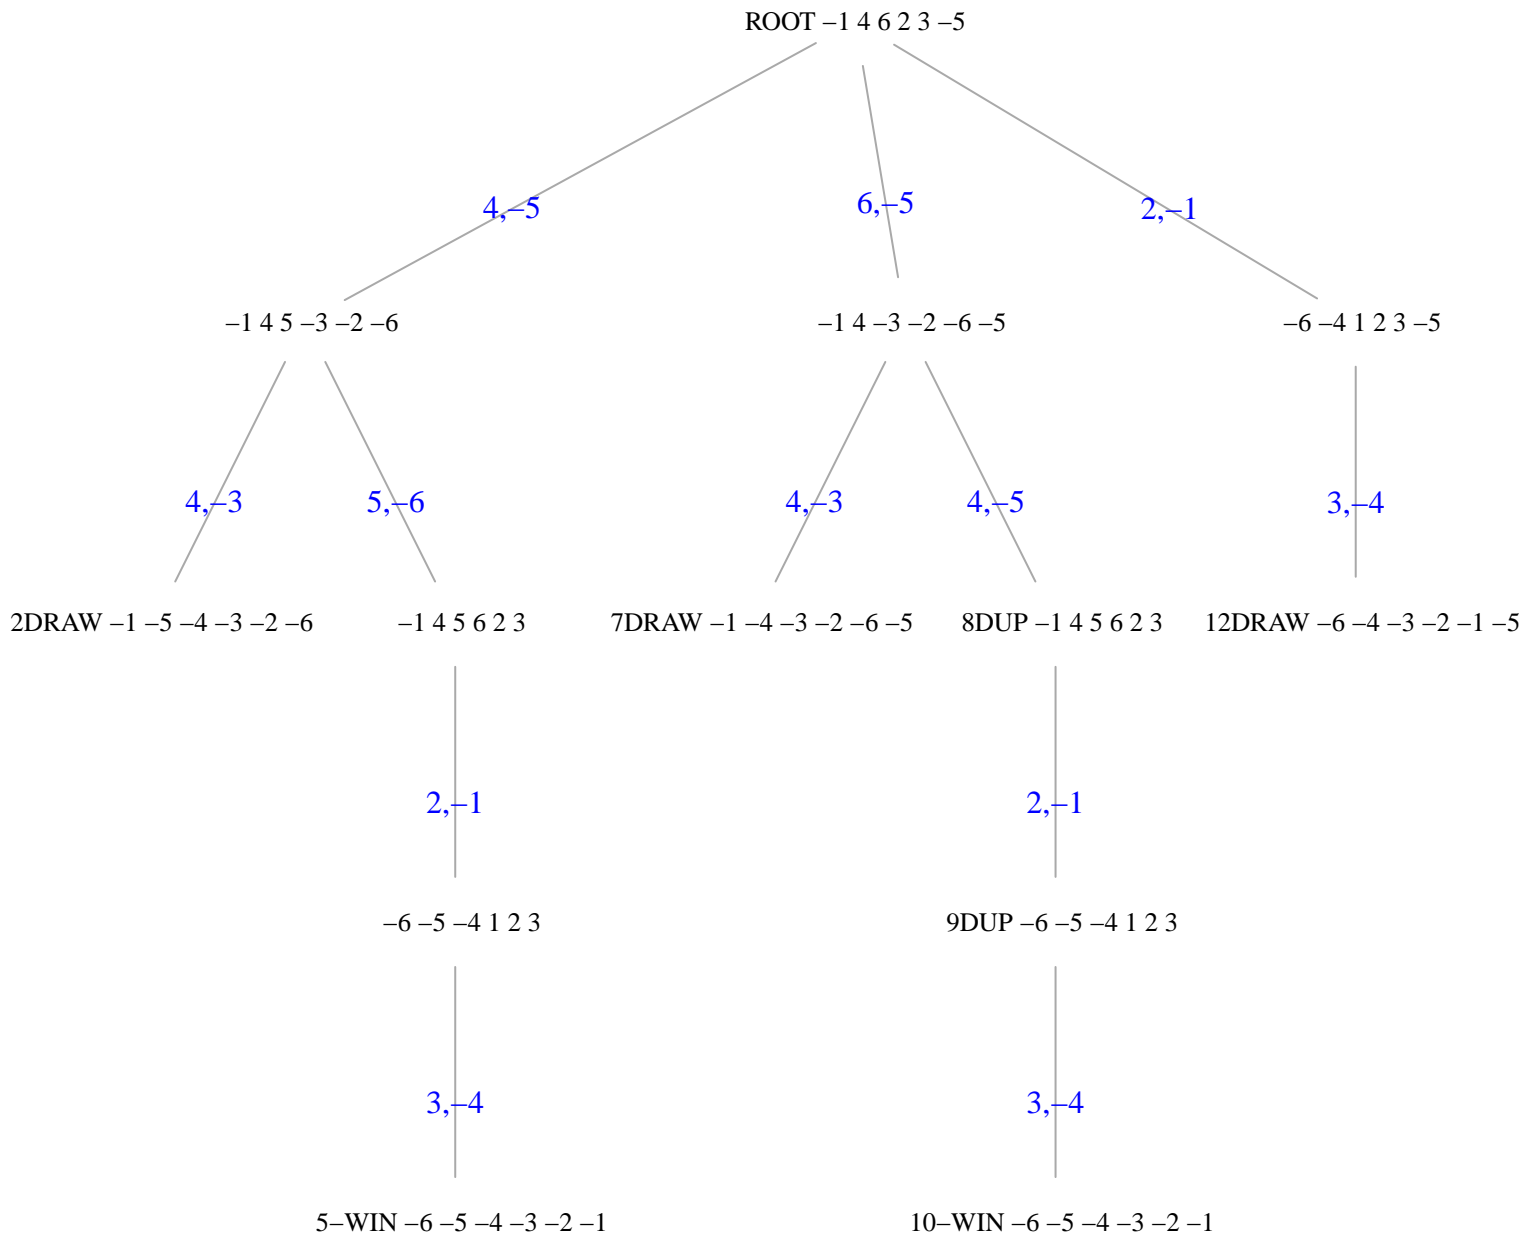 ROOT –1 4 6 2 3 –5
4,–5
6,–5
2,–1
–1 4 5 –3 –2 –6
–1 4 –3 –2 –6 –5
–6 –4 1 2 3 –5
4,–3
5,–6
4,–3
4,–5
3,–4
2DRAW –1 –5 –4 –3 –2 –6
–1 4 5 6 2 3
7DRAW –1 –4 –3 –2 –6 –5
8DUP –1 4 5 6 2 3
12DRAW –6 –4 –3 –2 –1 –5
2,–1
2,–1
–6 –5 –4 1 2 3
9DUP –6 –5 –4 1 2 3
3,–4
3,–4
5–WIN –6 –5 –4 –3 –2 –1
10–WIN –6 –5 –4 –3 –2 –1